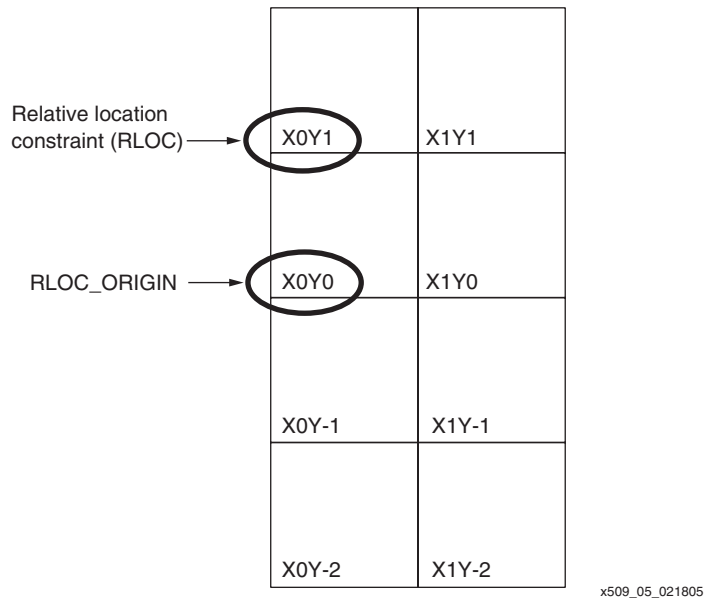 Relative location
constraint (RLOC)
X0Y1
X1Y1
RLOC_ORIGIN
X0Y0
X1Y0
X0Y-1
X1Y-1
X0Y-2
X1Y-2
x509_05_021805